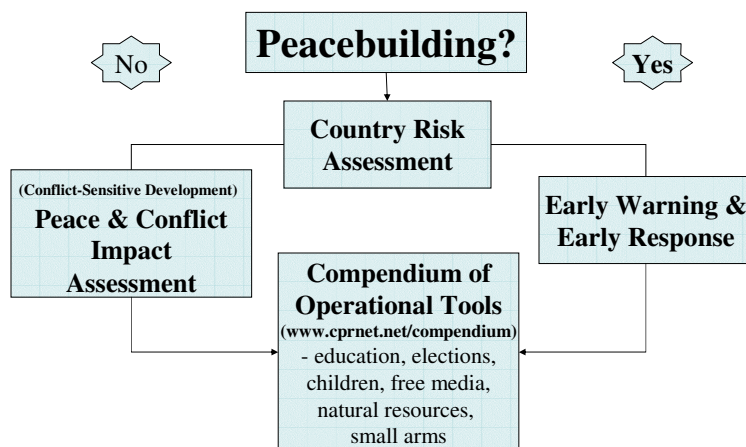 Peacebuilding?
No
Yes
Country Risk
Assessment
(Conflict-Sensitive Development)
Peace & Conflict
Impact
Assessment
Early Warning &
Early Response
Compendium of
Operational Tools
(www.cprnet.net/compendium)
- education, elections,
children, free media,
natural resources,
small arms